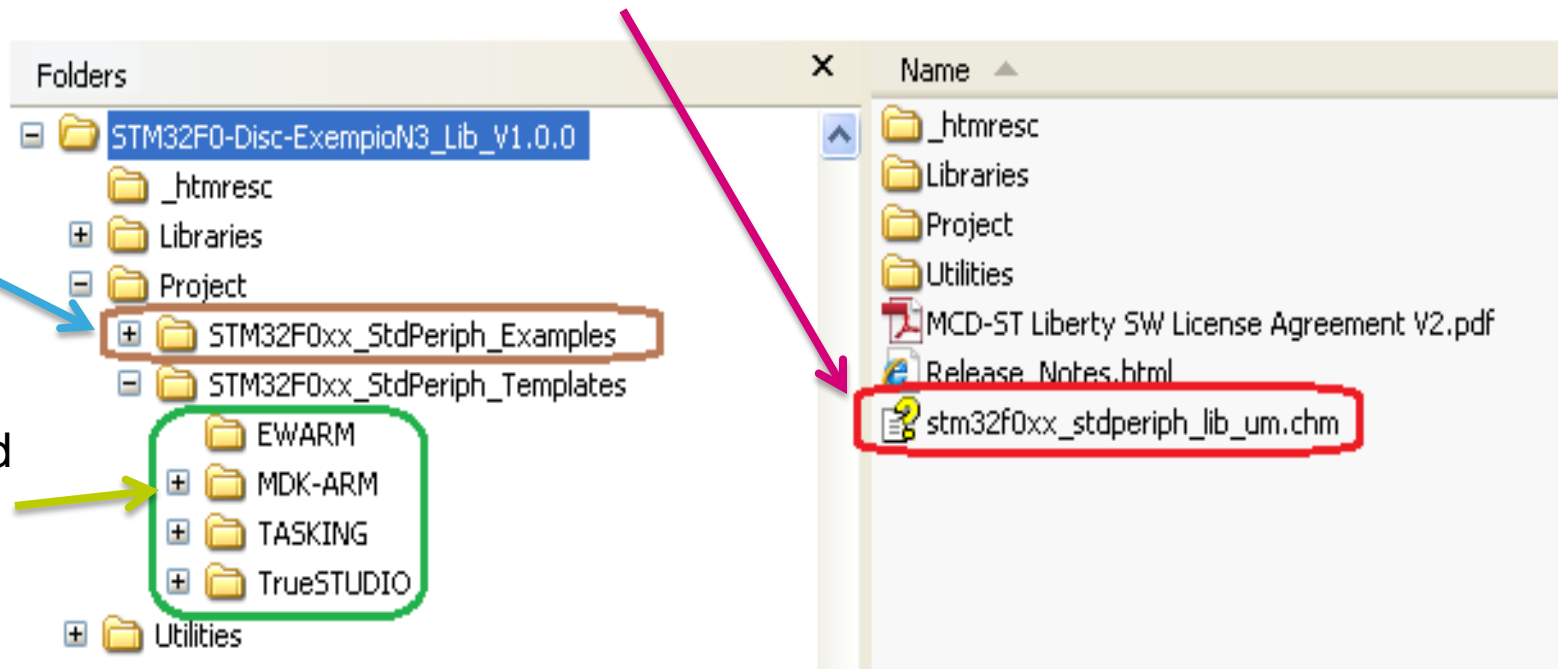 Folders
STM32F0-Disc-ExempioN3_Lib_V1.0.0
_htmresc
Libraries
Project
STM32F0xx_StdPeriph_Examples
STM32F0xx_StdPeriph_Templates
EWARM
MDK-ARM
TASKING
TrueSTUDIO
Utilities
d
Name
_htmresc
Libraries
Project
Utilities
MCD-ST Liberty SW License Agreement V2.pdf
Release_Notes.html
stm32f0xx_stdperiph_lib_um.chm